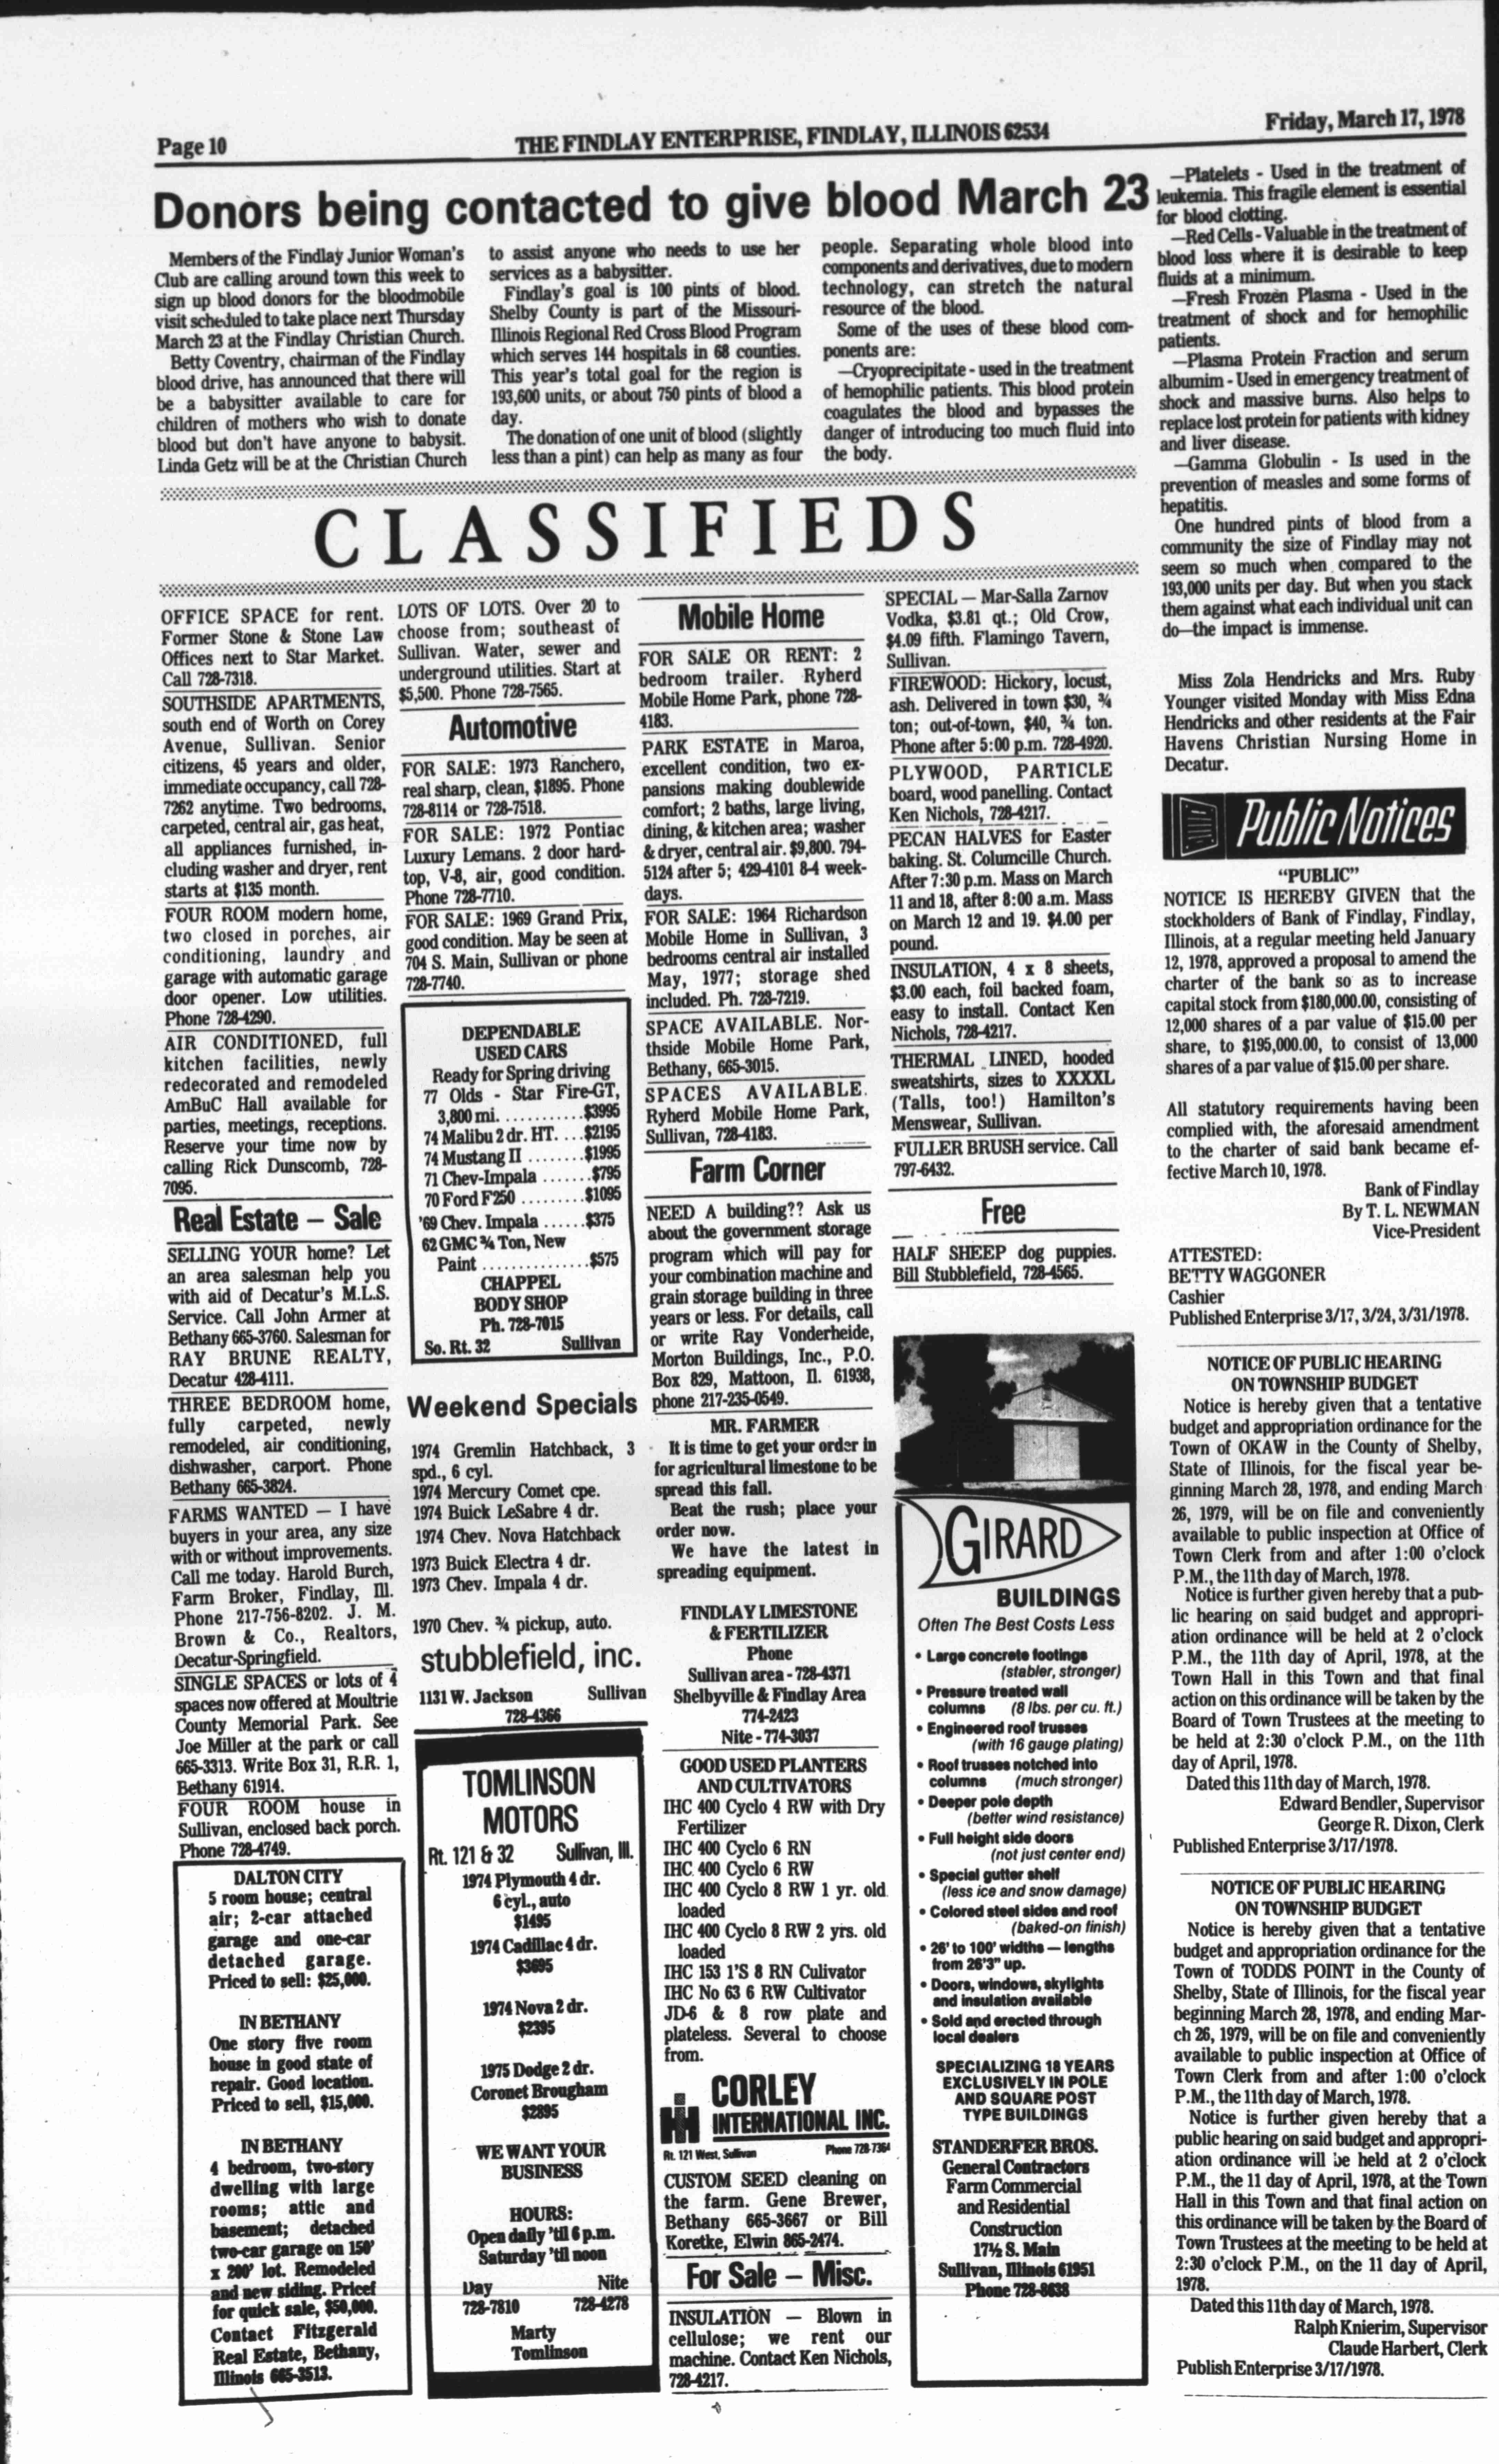 Page 10
THE FINDLAY ENTERPRISE, FINDLAY, ILLINOIS 62534
Friday, March 17, 1978
Donors being contacted to give blood March 23
Members of the Findlay Junior Woman's
Club are calling around town this week to
sign up blood donors for the bloodmobile
visit scheduled to take place next Thursday
March 23 at the Findlay Christian Church.
Betty Coventry, chairman of the Findlay
blood drive, has announced that there will
be a babysitter available to care for
children of mothers who wish to donate
blood but don't have anyone to babysit.
Linda Getz will be at the Christian Church
to assist anyone who needs to use her
services as a babysitter.
Findlay's goal is 100 pints of blood.
Shelby County is part of the Missouri-
Illinois Regional Red Cross Blood Program
which serves 144 hospitals in 68 counties.
This year's total goal for the region is
193,600 units, or about 750 pints of blood a
day.
The donation of one unit of blood (slightly
less than a pint) can help as many as four
people. Separating whole blood into
components and derivatives, due to modern
technology, can stretch the natural
resource of the blood.
Some of the uses of these blood com-
ponents are:
—Cryoprecipitate - used in the treatment
of hemophilic patients. This blood protein
coagulates the blood and bypasses the
danger of introducing too much fluid into
the body.
—Platelets - Used in the treatment of
leukemia. This fragile element is essential
for blood clotting.
—Red Cells - Valuable in the treatment of
blood loss where it is desirable to keep
fluids at a minimum.
—Fresh Frozen Plasma - Used in the
treatment of shock and for hemophilic
patients.
—Plasma Protein Fraction and serum
albumim - Used in emergency treatment of
shock and massive burns. Also helps to
replace lost protein for patients with kidney
and liver disease.
—Gamma Globulin - Is used in the
prevention of measles and some forms of
hepatitis.
One hundred pints of blood from a
community the size of Findlay may not
seem so much when compared to the
193,000 units per day. But when you stack
them against what each individual unit can
do—the impact is immense.
Miss Zola Hendricks and Mrs. Ruby
Younger visited Monday with Miss Edna
Hendricks and other residents at the Fair
Havens Christian Nursing Home in
Decatur.
CLASSIFIEDS
OFFICE SPACE for rent.
Former Stone & Stone Law
Offices next to Star Market.
Call 728-7318.
SOUTHSIDE APARTMENTS,
south end of Worth on Corey
Avenue, Sullivan. Senior
citizens, 45 years and older,
immediate occupancy, call 728-
7262 anytime. Two bedrooms,
carpeted, central air, gas heat,
all appliances furnished, in-
cluding washer and dryer, rent
starts at $135 month.
FOUR ROOM modern home,
two closed in porches, air
conditioning, laundry and
garage with automatic garage
door opener. Low utilities.
Phone 728-4290.
AIR CONDITIONED, full
kitchen facilities, newly
redecorated and remodeled
AmBuC Hall available for
parties, meetings, receptions.
Reserve your time now by
calling Rick Dunscomb, 728-
7095.
Real Estate – Sale
SELLING YOUR home? Let
an area salesman help you
with aid of Decatur's M.L.S.
Service. Call John Armer at
Bethany 665-3760. Salesman for
RAY BRUNE REALTY,
Decatur 428-4111.
THREE BEDROOM home,
fully carpeted, newly
remodeled, air conditioning,
dishwasher, carport. Phone
Bethany 665-3824.
FARMS WANTED — I have
buyers in your area, any size
with or without improvements.
Call me today. Harold Burch,
Farm Broker, Findlay, Ill.
Phone 217-756-8202. J. M.
Brown & Co., Realtors,
Decatur-Springfield.
SINGLE SPACES or lots of 4
spaces now offered at Moultrie
County Memorial Park. See
Joe Miller at the park or call
665-3313. Write Box 31, R.R. 1,
Bethany 61914.
FOUR ROOM house in
Sullivan, enclosed back porch.
Phone 728-4749.
DALTON CITY
5 room house; central
air; 2-car attached
garage and one-car
detached garage.
Priced to sell: $25,000.
IN BETHANY
One story five room
house in good state of
repair. Good location.
Priced to sell, $15,000.
IN BETHANY
4 bedroom, two-story
dwelling with large
rooms; attic and
basement; detached
two-car garage on 150'
x 200' lot. Remodeled
and new siding. Pricef
for quick sale, $50,000.
Contact Fitzgerald
Real Estate, Bethany,
Illinois 665-3513.
LOTS OF LOTS. Over 20 to
choose from; southeast of
Sullivan. Water, sewer and
underground utilities. Start at
$5,500. Phone 728-7565.
Automotive
FOR SALE: 1973 Ranchero,
real sharp, clean, $1895. Phone
728-8114 or 728-7518.
FOR SALE: 1972 Pontiac
Luxury Lemans. 2 door hard-
top, V-8, air, good condition.
Phone 728-7710.
FOR SALE: 1969 Grand Prix,
good condition. May be seen at
704 S. Main, Sullivan or phone
728-7740.
DEPENDABLE
USED CARS
Ready for Spring driving
77 Olds - Star Fire-GT,
3,800 mi. ........... $3995
74 Malibu 2 dr. HT. .... $2195
74 Mustang II ........ $1995
71 Chev-Impala ....... $795
70 Ford F250 ......... $1095
'69 Chev. Impala ...... $375
62 GMC ¾ Ton, New
Paint ............... $575
CHAPPEL
BODY SHOP
Ph. 728-7015
So. Rt. 32 Sullivan
Weekend Specials
1974 Gremlin Hatchback, 3
spd., 6 cyl.
1974 Mercury Comet cpe.
1974 Buick LeSabre 4 dr.
1974 Chev. Nova Hatchback
1973 Buick Electra 4 dr.
1973 Chev. Impala 4 dr.
1970 Chev. ¾ pickup, auto.
stubblefield, inc.
1131 W. Jackson Sullivan
728-4366
TOMLINSON
MOTORS
Rt. 121 & 32 Sullivan, Ill.
1974 Plymouth 4 dr.
6 cyl., auto
$1495
1974 Cadillac 4 dr.
$3695
1974 Nova 2 dr.
$2395
1975 Dodge 2 dr.
Coronet Brougham
$2895
WE WANT YOUR
BUSINESS
HOURS:
Open daily 'til 6 p.m.
Saturday 'til noon
Day Nite
728-7810 728-4278
Marty
Tomlinson
Mobile Home
FOR SALE OR RENT: 2
bedroom trailer. Ryherd
Mobile Home Park, phone 728-
4183.
PARK ESTATE in Maroa,
excellent condition, two ex-
pansions making doublewide
comfort; 2 baths, large living,
dining, & kitchen area; washer
& dryer, central air. $9,800. 794-
5124 after 5; 429-4101 8-4 week-
days.
FOR SALE: 1964 Richardson
Mobile Home in Sullivan, 3
bedrooms central air installed
May, 1977; storage shed
included. Ph. 728-7219.
SPACE AVAILABLE. Nor-
thside Mobile Home Park,
Bethany, 665-3015.
SPACES AVAILABLE.
Ryherd Mobile Home Park,
Sullivan, 728-4183.
Farm Corner
NEED A building?? Ask us
about the government storage
program which will pay for
your combination machine and
grain storage building in three
years or less. For details, call
or write Ray Vonderheide,
Morton Buildings, Inc., P.O.
Box 829, Mattoon, Il. 61938,
phone 217-235-0549.
MR. FARMER
It is time to get your order in
for agricultural limestone to be
spread this fall.
Beat the rush; place your
order now.
We have the latest in
spreading equipment.
FINDLAY LIMESTONE
& FERTILIZER
Phone
Sullivan area - 728-4371
Shelbyville & Findlay Area
774-2423
Nite - 774-3037
GOOD USED PLANTERS
AND CULTIVATORS
IHC 400 Cyclo 4 RW with Dry
Fertilizer
IHC 400 Cyclo 6 RN
IHC 400 Cyclo 6 RW
IHC 400 Cyclo 8 RW 1 yr. old
loaded
IHC 400 Cyclo 8 RW 2 yrs. old
loaded
IHC 153 1'S 8 RN Culivator
IHC No 63 6 RW Cultivator
JD-6 & 8 row plate and
plateless. Several to choose
from.
CORLEY
INTERNATIONAL INC.
Rt. 121 West, Sullivan Phone 728-7364
CUSTOM SEED cleaning on
the farm. Gene Brewer,
Bethany 665-3667 or Bill
Koretke, Elwin 865-2474.
For Sale – Misc.
INSULATION — Blown in
cellulose; we rent our
machine. Contact Ken Nichols,
728-4217.
SPECIAL — Mar-Salla Zarnov
Vodka, $3.81 qt.; Old Crow,
$4.09 fifth. Flamingo Tavern,
Sullivan.
FIREWOOD: Hickory, locust,
ash. Delivered in town $30, ¾
ton; out-of-town, $40, ¾ ton.
Phone after 5:00 p.m. 728-4920.
PLYWOOD, PARTICLE
board, wood panelling. Contact
Ken Nichols, 728-4217.
PECAN HALVES for Easter
baking. St. Columcille Church.
After 7:30 p.m. Mass on March
11 and 18, after 8:00 a.m. Mass
on March 12 and 19. $4.00 per
pound.
INSULATION, 4 x 8 sheets,
$3.00 each, foil backed foam,
easy to install. Contact Ken
Nichols, 728-4217.
THERMAL LINED, hooded
sweatshirts, sizes to XXXXL
(Talls, too!) Hamilton's
Menswear, Sullivan.
FULLER BRUSH service. Call
797-6432.
Free
HALF SHEEP dog puppies.
Bill Stubblefield, 728-4565.
GIRARD
BUILDINGS
Often The Best Costs Less
• Large concrete footings
(stabler, stronger)
• Pressure treated wall
columns (8 lbs. per cu. ft.)
• Engineered roof trusses
(with 16 gauge plating)
• Roof trusses notched into
columns (much stronger)
• Deeper pole depth
(better wind resistance)
• Full height side doors
(not just center end)
• Special gutter shelf
(less ice and snow damage)
• Colored steel sides and roof
(baked-on finish)
• 26' to 100' widths — lengths
from 26'3" up.
• Doors, windows, skylights
and insulation available
• Sold and erected through
local dealers
SPECIALIZING 18 YEARS
EXCLUSIVELY IN POLE
AND SQUARE POST
TYPE BUILDINGS
STANDERFER BROS.
General Contractors
Farm Commercial
and Residential
Construction
17½ S. Main
Sullivan, Illinois 61951
Phone 728-8638
Public Notices
"PUBLIC"
NOTICE IS HEREBY GIVEN that the
stockholders of Bank of Findlay, Findlay,
Illinois, at a regular meeting held January
12, 1978, approved a proposal to amend the
charter of the bank so as to increase
capital stock from $180,000.00, consisting of
12,000 shares of a par value of $15.00 per
share, to $195,000.00, to consist of 13,000
shares of a par value of $15.00 per share.
All statutory requirements having been
complied with, the aforesaid amendment
to the charter of said bank became ef-
fective March 10, 1978.
Bank of Findlay
By T. L. NEWMAN
Vice-President
ATTESTED:
BETTY WAGGONER
Cashier
Published Enterprise 3/17, 3/24, 3/31/1978.
NOTICE OF PUBLIC HEARING
ON TOWNSHIP BUDGET
Notice is hereby given that a tentative
budget and appropriation ordinance for the
Town of OKAW in the County of Shelby,
State of Illinois, for the fiscal year be-
ginning March 28, 1978, and ending March
26, 1979, will be on file and conveniently
available to public inspection at Office of
Town Clerk from and after 1:00 o'clock
P.M., the 11th day of March, 1978.
Notice is further given hereby that a pub-
lic hearing on said budget and appropri-
ation ordinance will be held at 2 o'clock
P.M., the 11th day of April, 1978, at the
Town Hall in this Town and that final
action on this ordinance will be taken by the
Board of Town Trustees at the meeting to
be held at 2:30 o'clock P.M., on the 11th
day of April, 1978.
Dated this 11th day of March, 1978.
Edward Bendler, Supervisor
George R. Dixon, Clerk
Published Enterprise 3/17/1978.
NOTICE OF PUBLIC HEARING
ON TOWNSHIP BUDGET
Notice is hereby given that a tentative
budget and appropriation ordinance for the
Town of TODDS POINT in the County of
Shelby, State of Illinois, for the fiscal year
beginning March 28, 1978, and ending Mar-
ch 26, 1979, will be on file and conveniently
available to public inspection at Office of
Town Clerk from and after 1:00 o'clock
P.M., the 11th day of March, 1978.
Notice is further given hereby that a
public hearing on said budget and appropri-
ation ordinance will be held at 2 o'clock
P.M., the 11 day of April, 1978, at the Town
Hall in this Town and that final action on
this ordinance will be taken by the Board of
Town Trustees at the meeting to be held at
2:30 o'clock P.M., on the 11 day of April,
1978.
Dated this 11th day of March, 1978.
Ralph Knierim, Supervisor
Claude Harbert, Clerk
Publish Enterprise 3/17/1978.